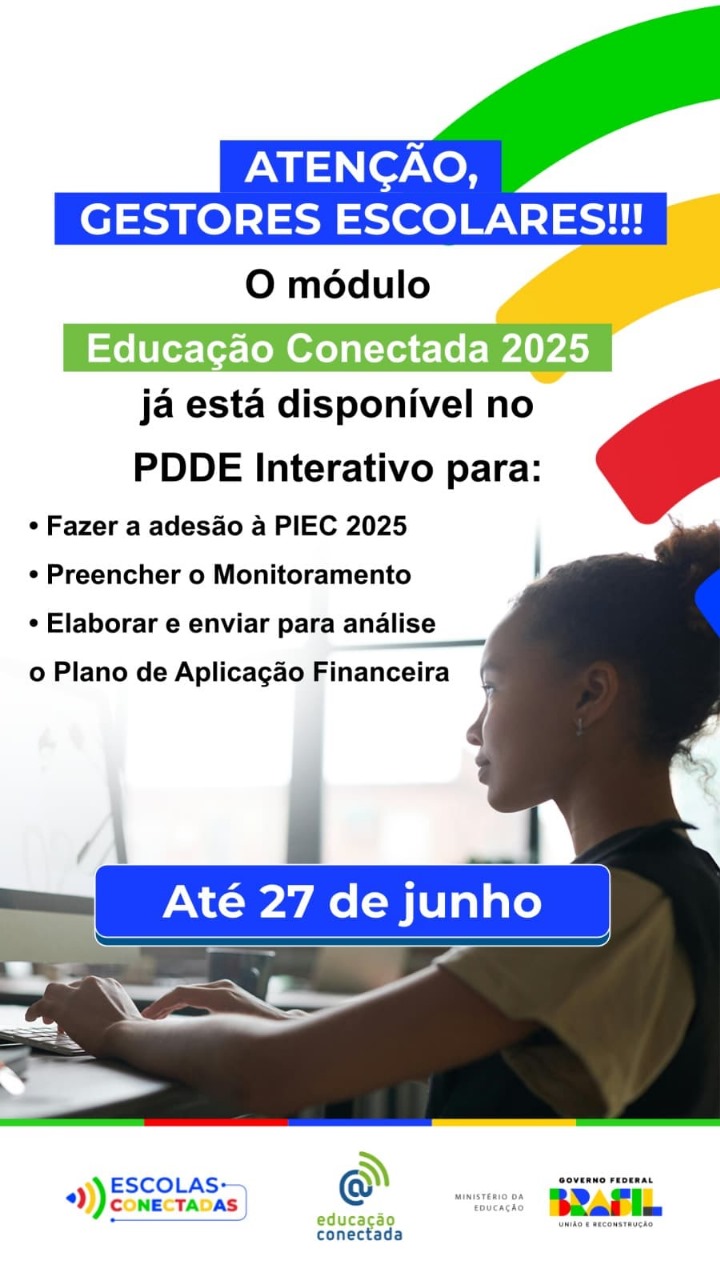 ATENÇÃO,
GESTORES ESCOLARES!!!
O módulo
Educação Conectada 2025
já está disponível no
PDDE Interativo para:
• Fazer a adesão à PIEC 2025
• Preencher o Monitoramento
• Elaborar e enviar para análise
o Plano de Aplicação Financeira
Até 27 de junho
ESCOLAS
CONECTADAS
educação
conectada
MINISTÉRIO DA
EDUCAÇÃO
GOVERNO FEDERAL
BRASIL
UNIÃO E RECONSTRUÇÃO